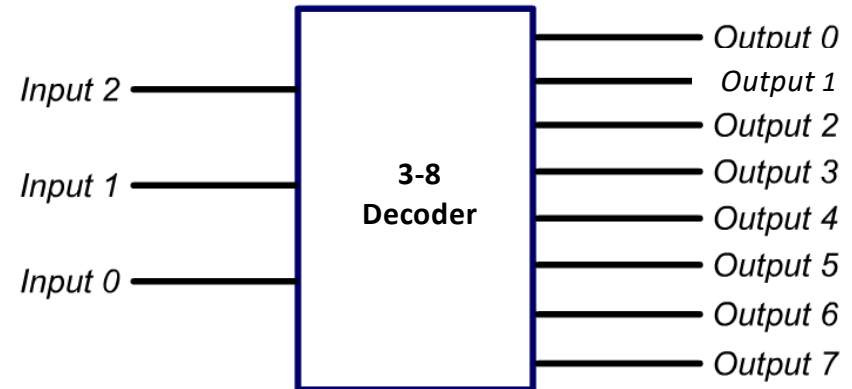 Input 2
Input 1
Input 0
3-8
Decoder
Output 0
Output 1
Output 2
Output 3
Output 4
Output 5
Output 6
Output 7